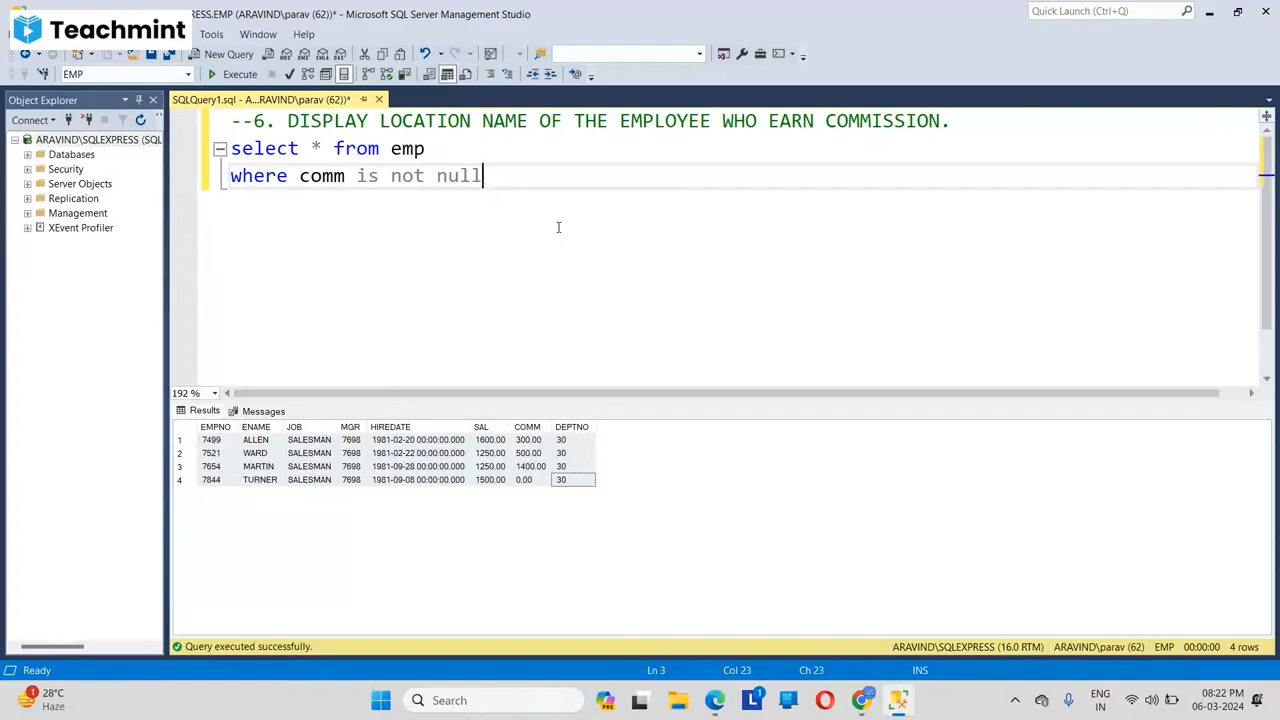 RESS.EMP (ARAVIND\parav (62))* - Microsoft SQL Server Management Studio
Quick Launch (Ctrl+Q)
Teachmint
Tools Window Help
New Query
EMP
Execute
Object Explorer
SQLQuery1.sql - A...RAVIND\parav (62))*
Connect
ARAVIND\SQLEXPRESS (SQL
Databases
Security
Server Objects
Replication
Management
XEvent Profiler
--6. DISPLAY LOCATION NAME OF THE EMPLOYEE WHO EARN COMMISSION.
select * from emp
where comm is not null
192 %
Results Messages
EMPNO ENAME JOB MGR HIREDATE SAL COMM DEPTNO
1 7499 ALLEN SALESMAN 7698 1981-02-20 00:00:00.000 1600.00 300.00 30
2 7521 WARD SALESMAN 7698 1981-02-22 00:00:00.000 1250.00 500.00 30
3 7654 MARTIN SALESMAN 7698 1981-09-28 00:00:00.000 1250.00 1400.00 30
4 7844 TURNER SALESMAN 7698 1981-09-08 00:00:00.000 1500.00 0.00 30
Query executed successfully.
ARAVIND\SQLEXPRESS (16.0 RTM) ARAVIND\parav (62) EMP 00:00:00 4 rows
Ready
Ln 3 Col 23 Ch 23 INS
28°C
Haze
Search
ENG
IN
08:22 PM
06-03-2024